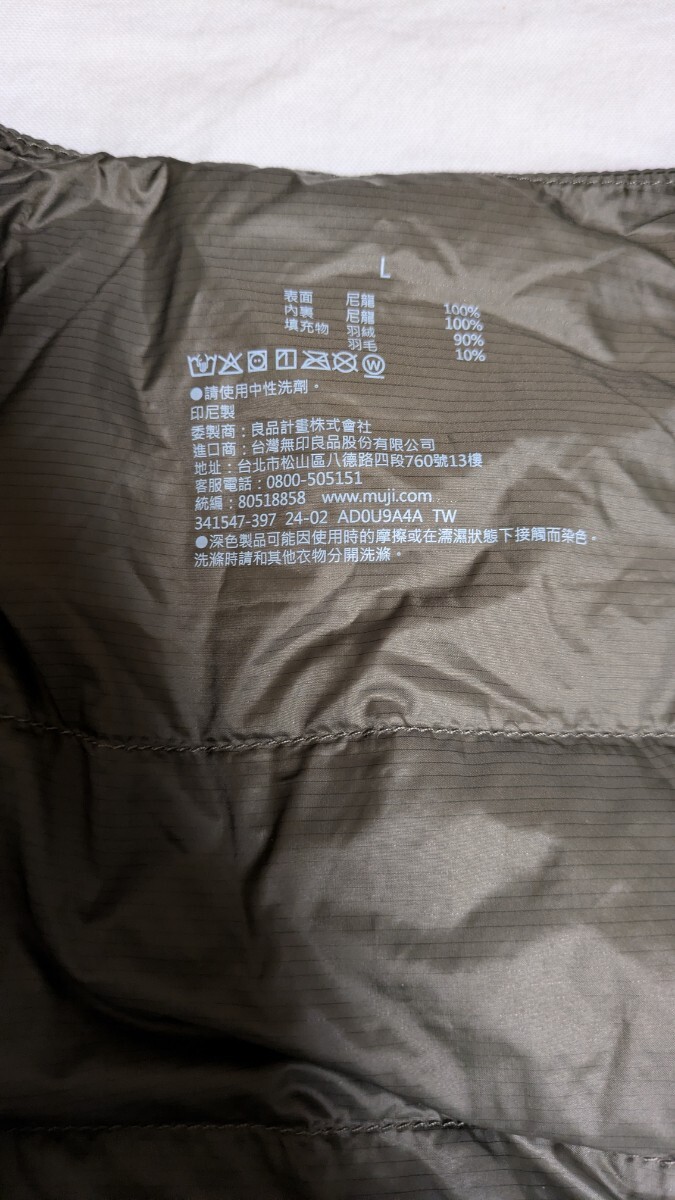 L
表面 尼龍 100%
內裏 尼龍 100%
填充物 羽絨 90%
羽毛 10%
W
●請使用中性洗劑。
印尼製
委製商：良品計畫株式會社
進口商：台灣無印良品股份有限公司
地址：台北市松山區八德路四段760號13樓
客服電話：0800-505151
統編：80518858 www.muji.com
341547-397 24-02 AD0U9A4A TW
●深色製品可能因使用時的摩擦或在濡濕狀態下接觸而染色。
洗滌時請和其他衣物分開洗滌。